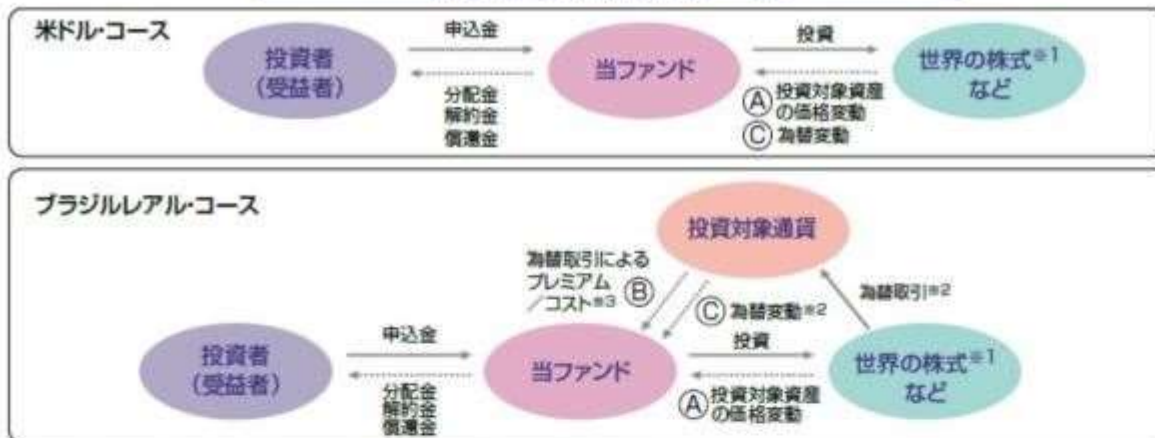 米ドル・コース
投資者
(受益者)
申込金
分配金
解約金
償還金
当ファンド
投資
Ⓐ投資対象資産
の価格変動
Ⓒ為替変動
世界の株式※1
など
ブラジルレアル・コース
投資対象通貨
為替取引による
プレミアム
／コスト※3 Ⓑ
Ⓒ為替変動※2
為替取引※2
投資者
(受益者)
申込金
分配金
解約金
償還金
当ファンド
投資
Ⓐ投資対象資産
の価格変動
世界の株式※1
など